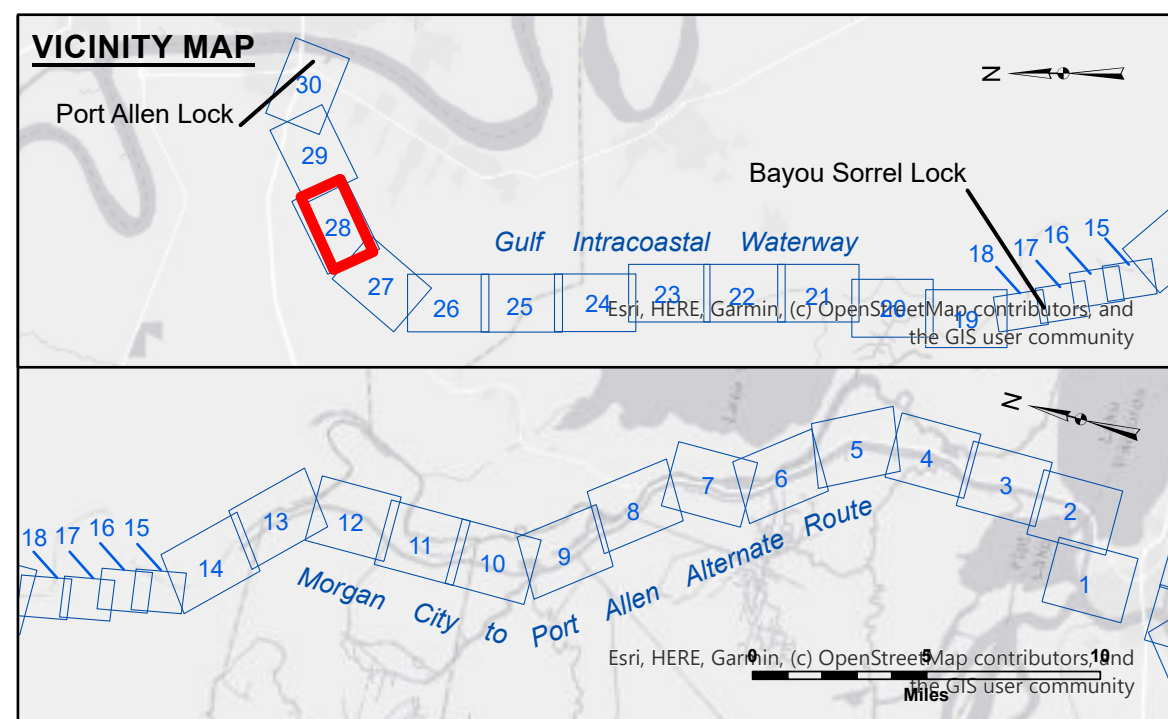 VICINITY MAP
N
30
Port Allen Lock
29
Bayou Sorrel Lock
28
Gulf Intracoastal Waterway
18 17 16 15
27
26 25 24 23 22 21 20 19
Esri, HERE, Garmin, (c) OpenStreetMap contributors, and
the GIS user community
N
5
4
7
6
3
8
2
13
12
18 17 16 15
11
14
10
9
1
Morgan City to Port Allen Alternate Route
Esri, HERE, Garmin, (c) OpenStreetMap contributors, and
the GIS user community
0 5 10
Miles